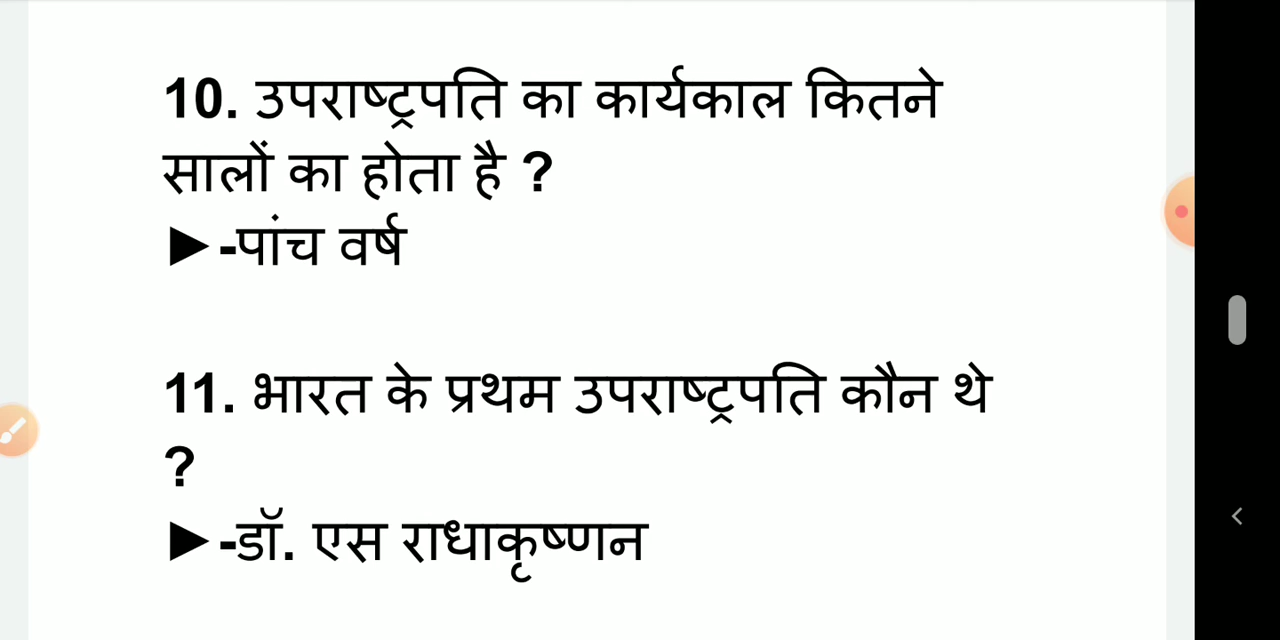 10. उपराष्ट्रपति का कार्यकाल कितने
सालों का होता है ?
►-पांच वर्ष
11. भारत के प्रथम उपराष्ट्रपति कौन थे
?
►-डॉ. एस राधाकृष्णन